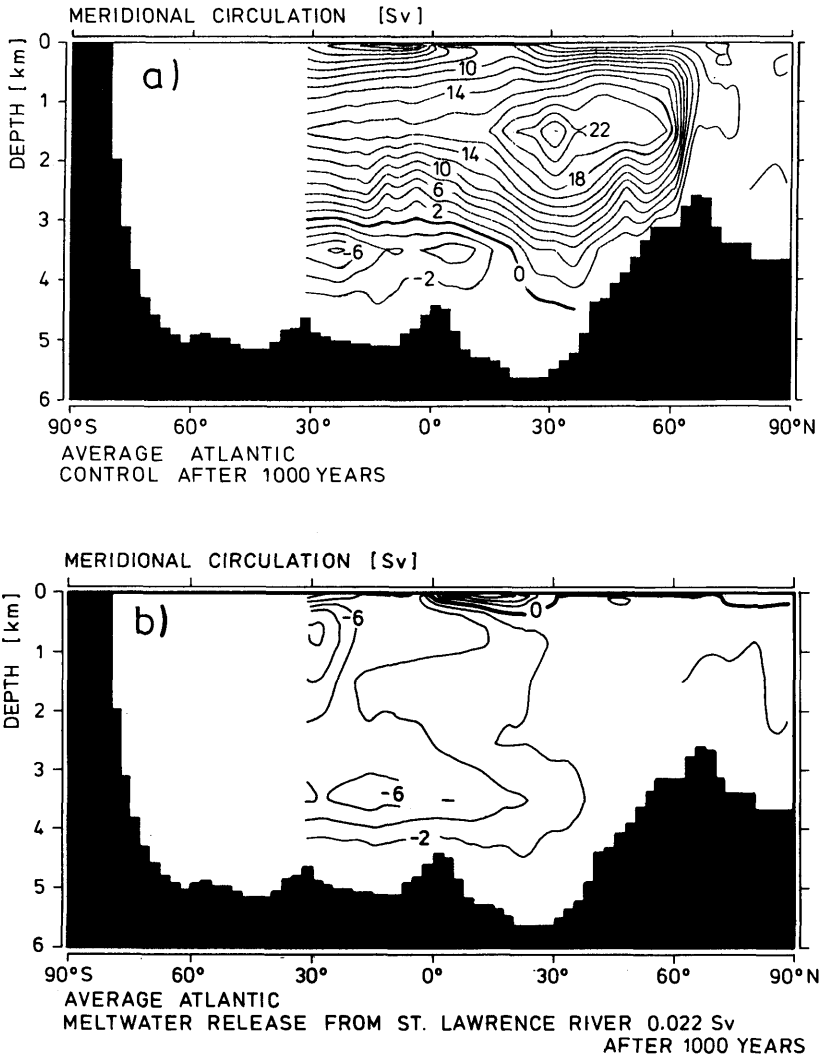 MERIDIONAL CIRCULATION [Sv]
a)
DEPTH [km]
0
1
2
3
4
5
6
10
14
22
14
18
10
6
2
-6
-2
0
90°S 60° 30° 0° 30° 60° 90°N
AVERAGE ATLANTIC
CONTROL AFTER 1000 YEARS
MERIDIONAL CIRCULATION [Sv]
b)
DEPTH [km]
0
1
2
3
4
5
6
0
-6
-6
-2
90°S 60° 30° 0° 30° 60° 90°N
AVERAGE ATLANTIC
MELTWATER RELEASE FROM ST. LAWRENCE RIVER 0.022 Sv
AFTER 1000 YEARS